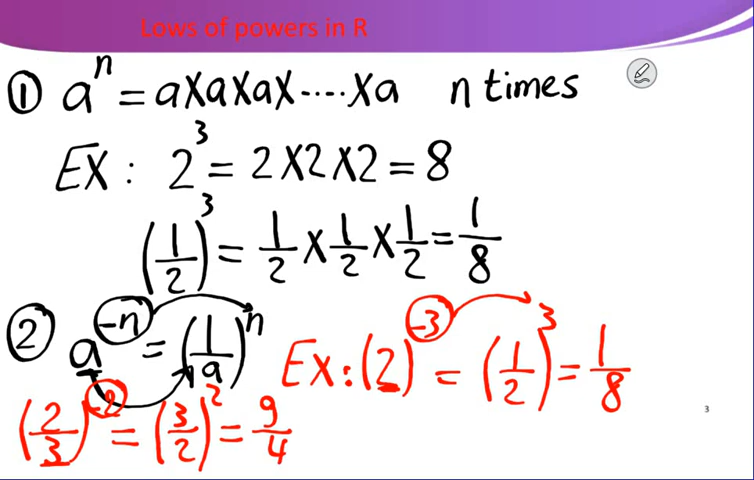 Lows of powers in R
① aⁿ = a×a×a×....×a n times
EX : 2³ = 2×2×2 = 8
(1/2)³ = 1/2 × 1/2 × 1/2 = 1/8
② a⁻ⁿ = (1/a)ⁿ EX : (2)⁻³ = (1/2)³ = 1/8
(2/3)⁻² = (3/2)² = 9/4
3